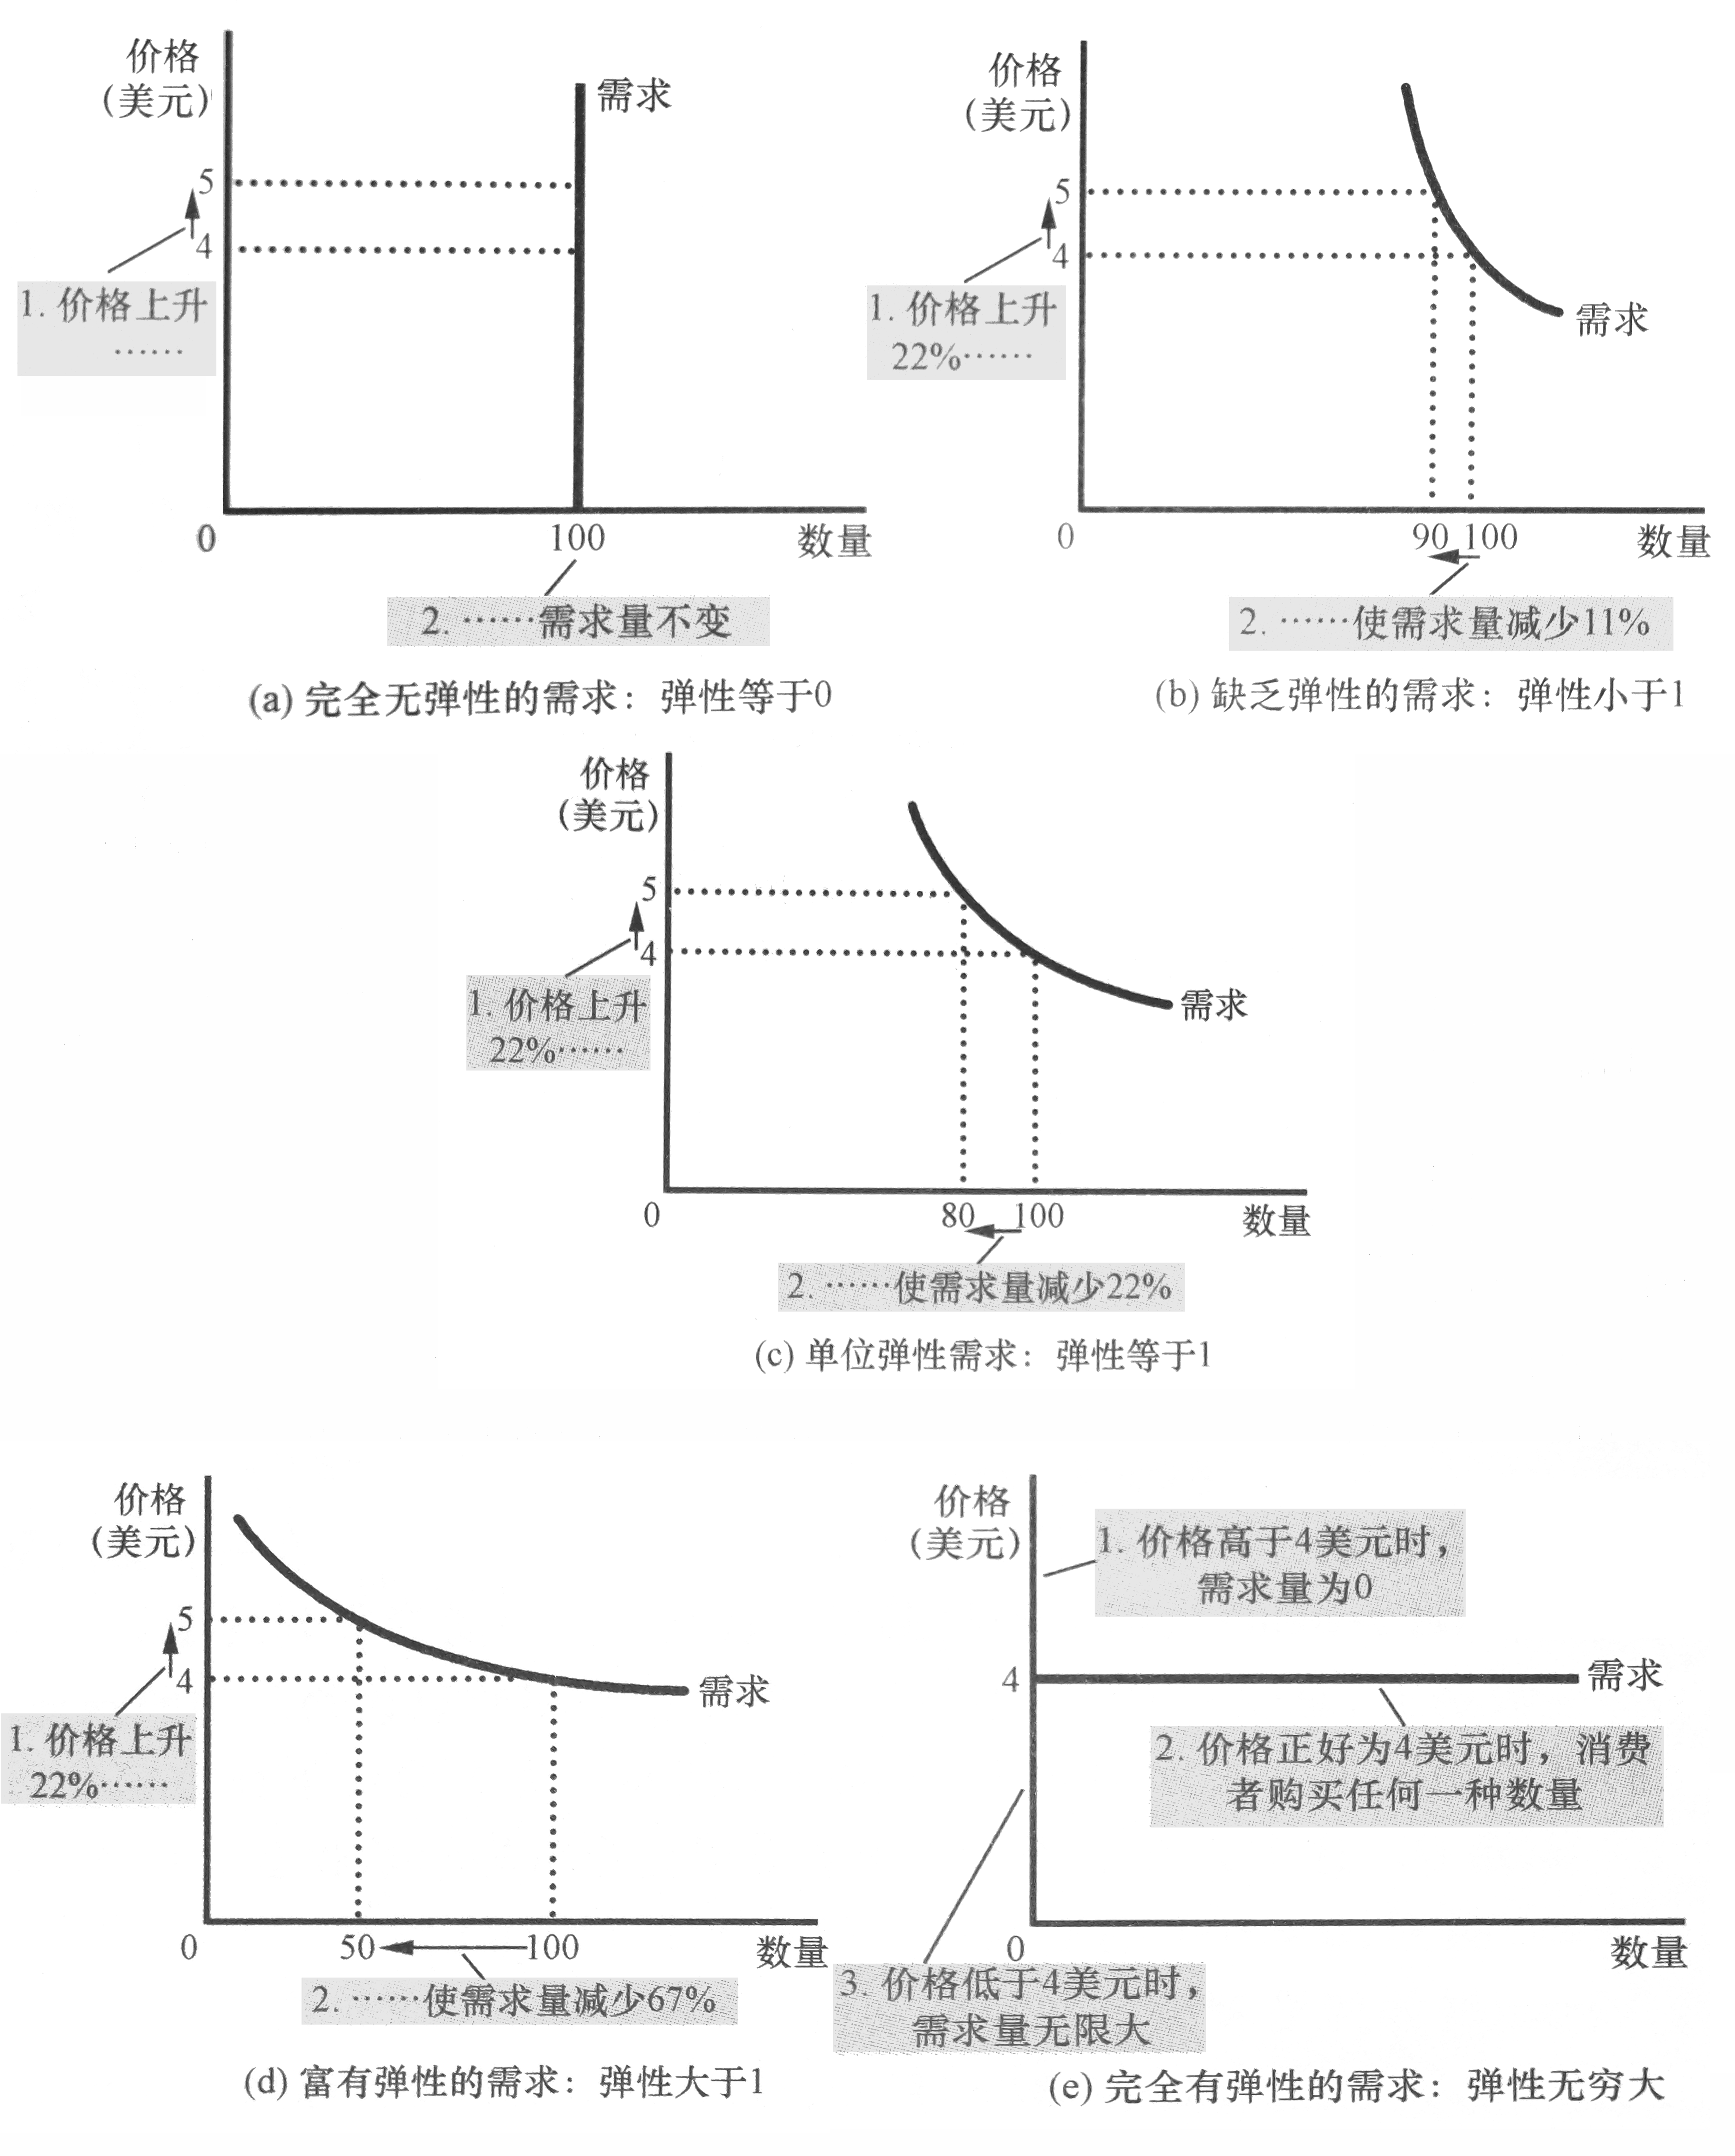 价格
(美元)
需求
5
4
1. 价格上升
……
0
100
数量
2. ……需求量不变
(a) 完全无弹性的需求：弹性等于0
价格
(美元)
5
4
1. 价格上升
22%……
需求
0
90 100
数量
2. ……使需求量减少11%
(b) 缺乏弹性的需求：弹性小于1
价格
(美元)
5
4
1. 价格上升
22%……
需求
0
80 100
数量
2. ……使需求量减少22%
(c) 单位弹性需求：弹性等于1
价格
(美元)
5
4
需求
1. 价格上升
22%……
0
50 100
数量
2. ……使需求量减少67%
(d) 富有弹性的需求：弹性大于1
价格
(美元)
1. 价格高于4美元时，
需求量为0
4
需求
2. 价格正好为4美元时，消费
者购买任何一种数量
0
数量
3. 价格低于4美元时，
需求量无限大
(e) 完全有弹性的需求：弹性无穷大